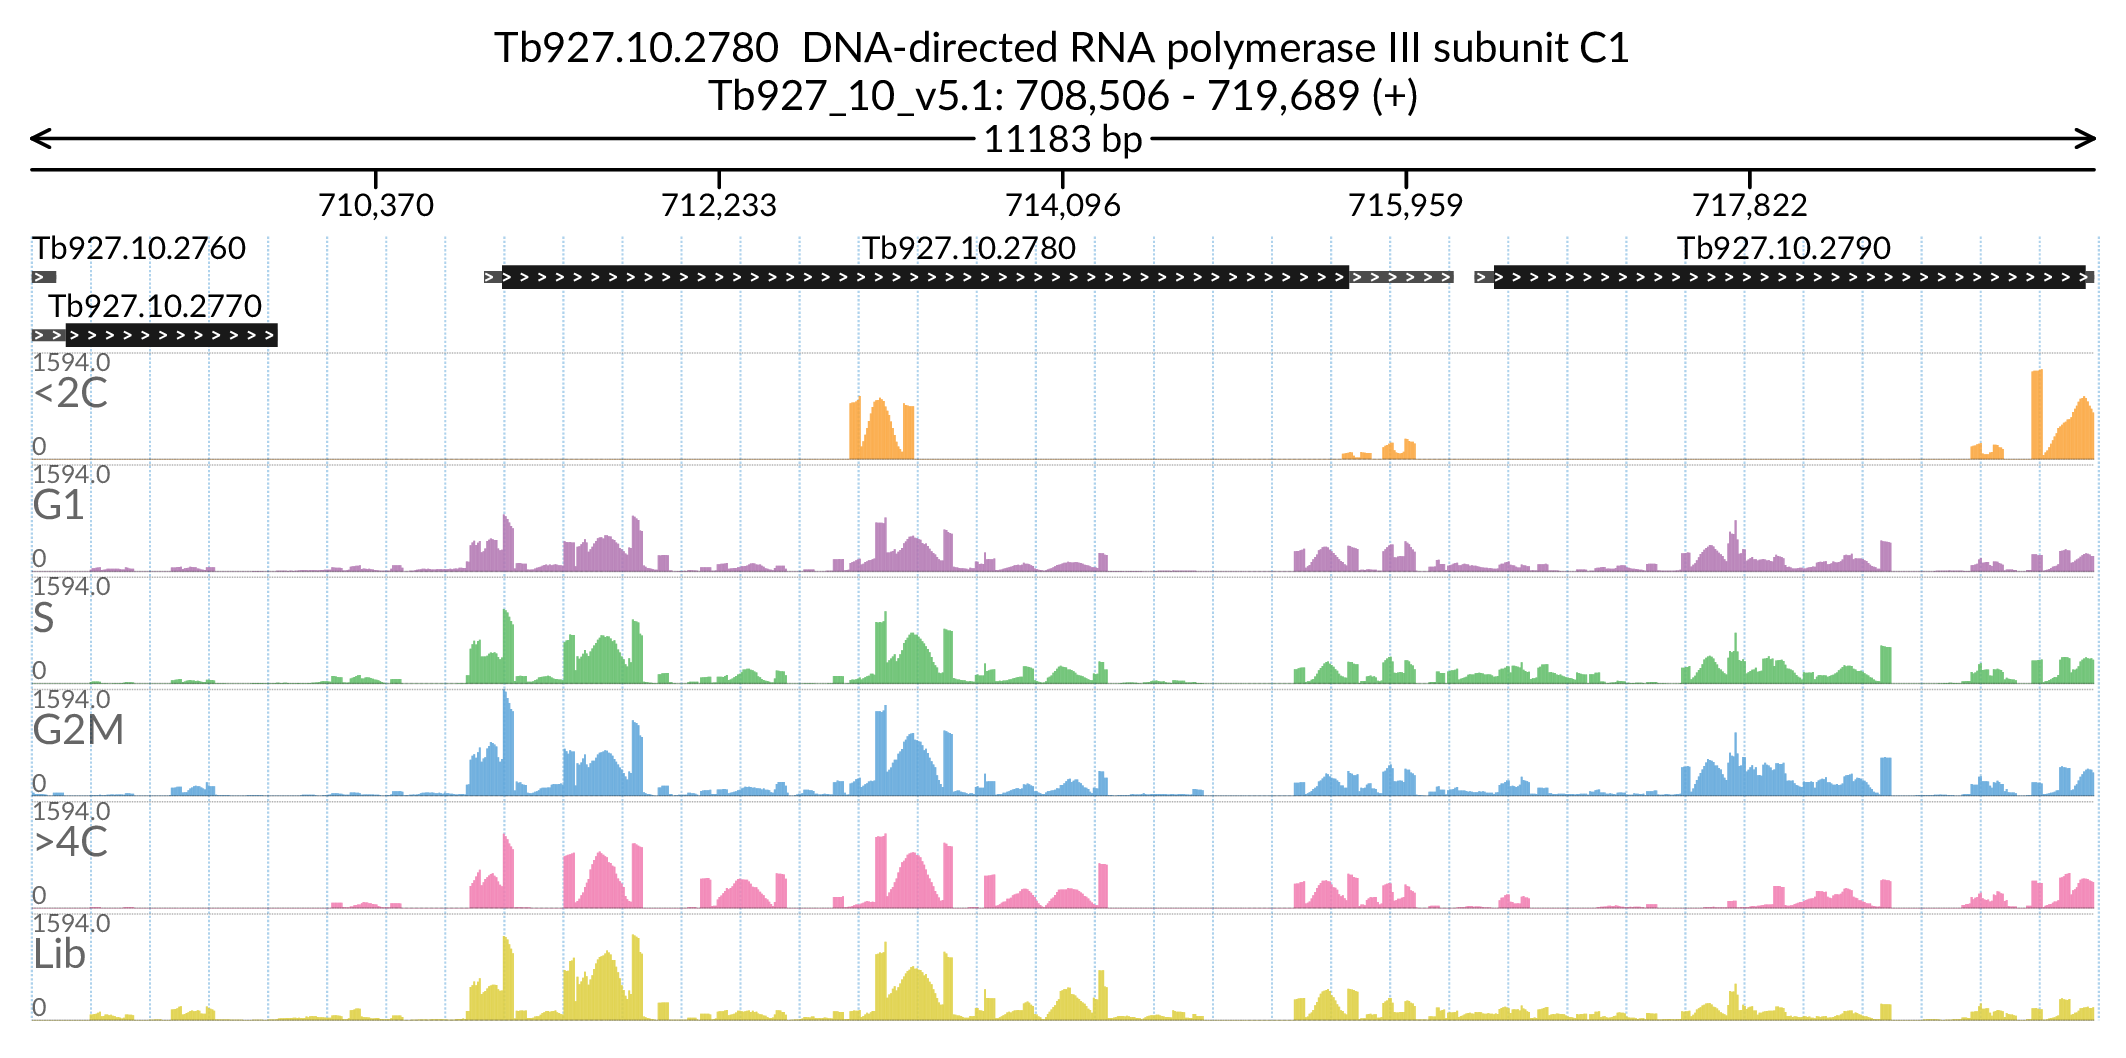 Tb927.10.2780  DNA-directed RNA polymerase III subunit C1
Tb927_10_v5.1: 708,506 - 719,689 (+)
11183 bp
710,370 712,233 714,096 715,959 717,822
Tb927.10.2760 Tb927.10.2780 Tb927.10.2790
Tb927.10.2770
1594.0
<2C
0
1594.0
G1
0
1594.0
S
0
1594.0
G2M
0
1594.0
>4C
0
1594.0
Lib
0